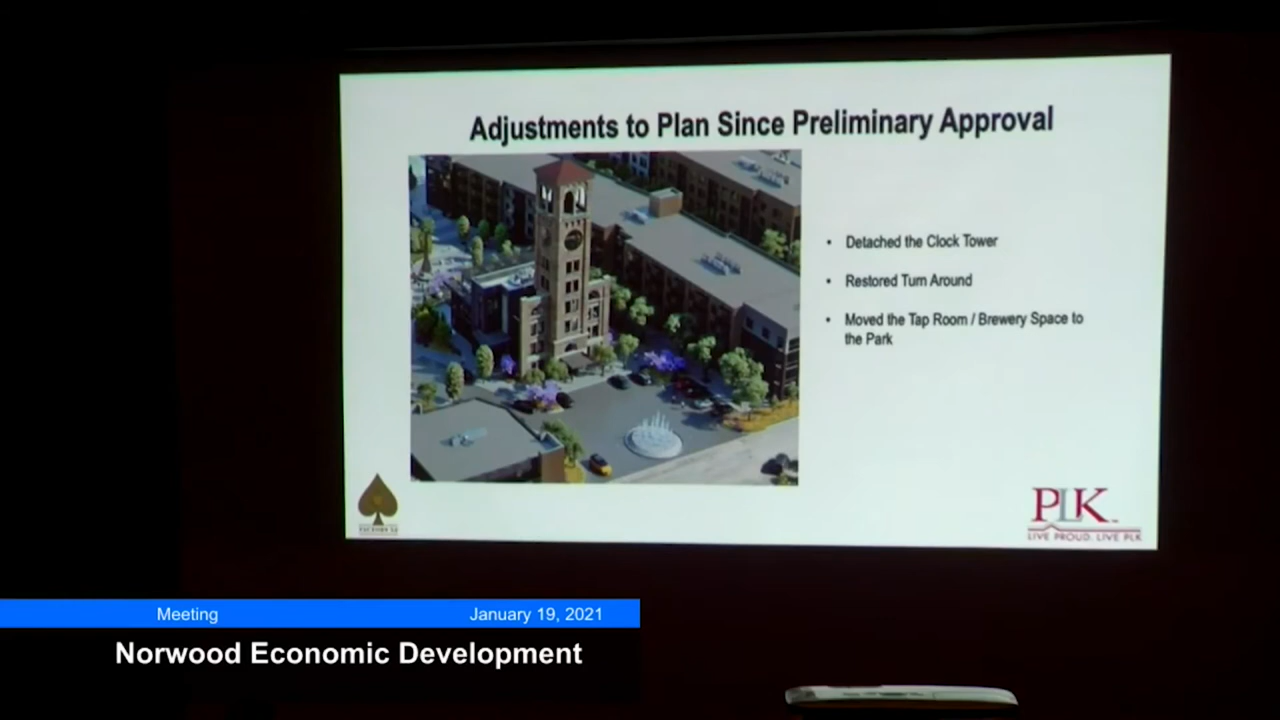 Adjustments to Plan Since Preliminary Approval
• Detached the Clock Tower
• Restored Turn Around
• Moved the Tap Room / Brewery Space to
the Park
PLK
LIVE PROUD. LIVE PLK
Meeting January 19, 2021
Norwood Economic Development